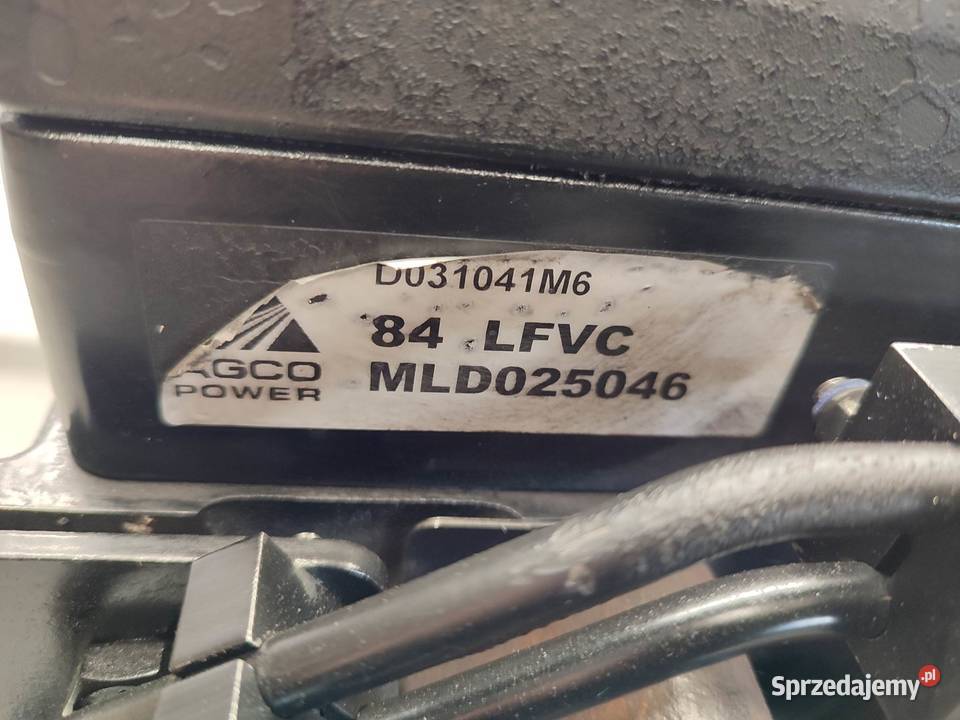 D031041M6
84 LFVC
AGCO
POWER
MLD025046
Sprzedajemy.pl